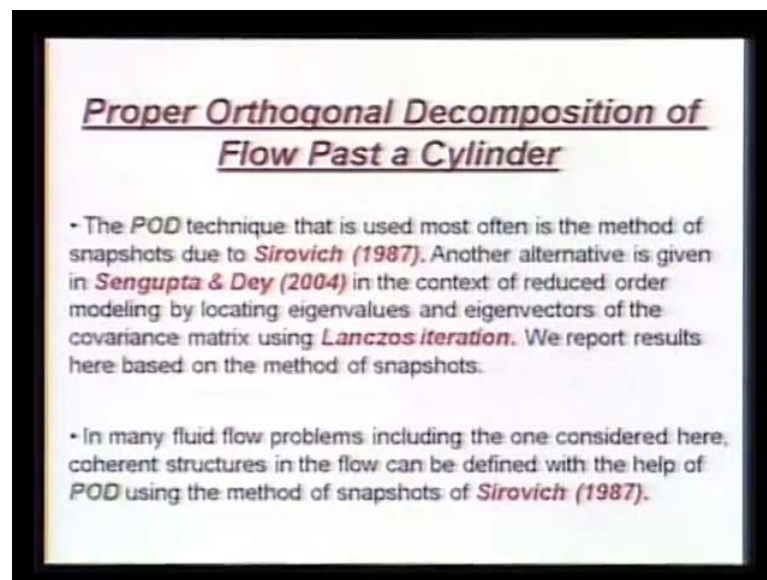 Proper Orthogonal Decomposition of
Flow Past a Cylinder
• The POD technique that is used most often is the method of
snapshots due to Sirovich (1987). Another alternative is given
in Sengupta & Dey (2004) in the context of reduced order
modeling by locating eigenvalues and eigenvectors of the
covariance matrix using Lanczos iteration. We report results
here based on the method of snapshots.
• In many fluid flow problems including the one considered here,
coherent structures in the flow can be defined with the help of
POD using the method of snapshots of Sirovich (1987).